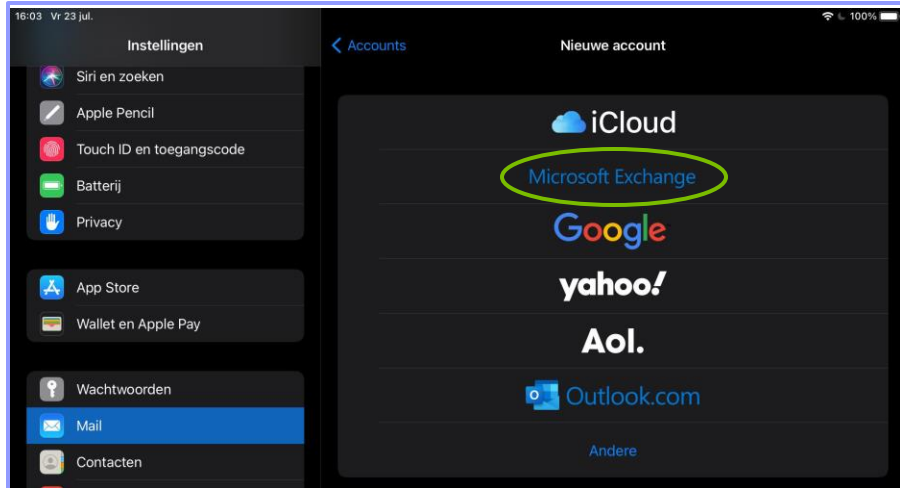 16:03 Vr 23 jul.
100%
Instellingen
Siri en zoeken
Apple Pencil
Touch ID en toegangscode
Batterij
Privacy
App Store
Wallet en Apple Pay
Wachtwoorden
Mail
Contacten
Accounts
Nieuwe account
iCloud
Microsoft Exchange
Google
yahoo!
Aol.
Outlook.com
Andere